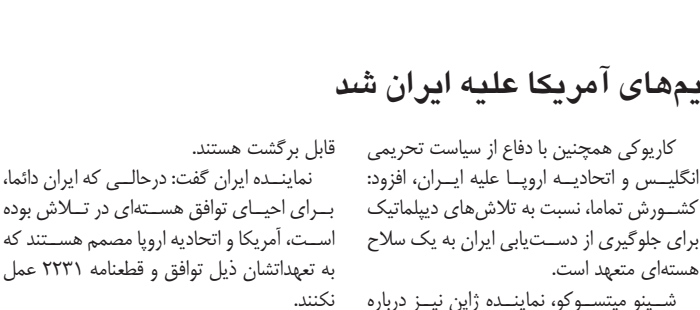 یم‌های آمریکا علیه ایران شد
کاریوکی همچنین با دفاع از سیاست تحریمی
انگلیس و اتحادیه اروپا علیه ایران، افزود:
کشورش تماما، نسبت به تلاش‌های دیپلماتیک
برای جلوگیری از دست‌یابی ایران به یک سلاح
هسته‌ای متعهد است.
شینو میتسوکو، نماینده ژاپن نیز درباره
قابل برگشت هستند.
نماینده ایران گفت: درحالی که ایران دائما،
برای احیای توافق هسته‌ای در تلاش بوده
است، آمریکا و اتحادیه اروپا مصمم هستند که
به تعهداتشان ذیل توافق و قطعنامه ۲۲۳۱ عمل
نکنند.